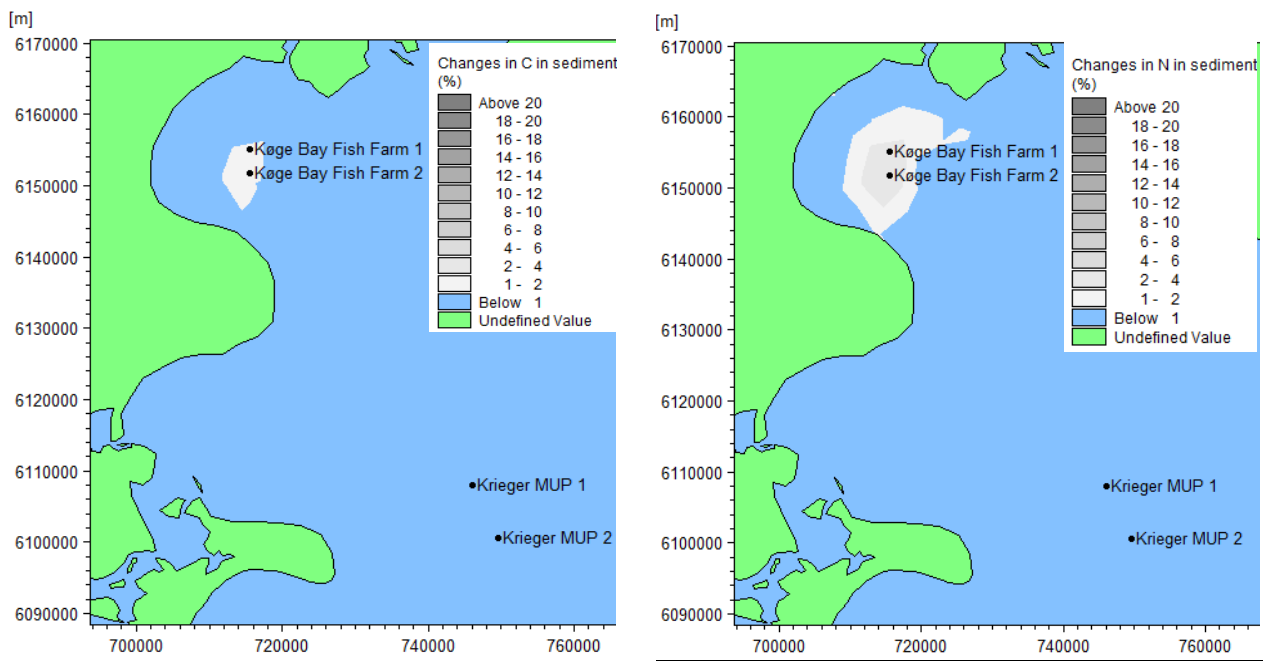 [m]
6170000
6160000
6150000
6140000
6130000
6120000
6110000
6100000
6090000
700000 720000 740000 760000
Køge Bay Fish Farm 1
Køge Bay Fish Farm 2
Krieger MUP 1
Krieger MUP 2
Changes in C in sediment
(%)
Above 20
18 - 20
16 - 18
14 - 16
12 - 14
10 - 12
8 - 10
6 - 8
4 - 6
2 - 4
1 - 2
Below 1
Undefined Value
[m]
6170000
6160000
6150000
6140000
6130000
6120000
6110000
6100000
6090000
700000 720000 740000 760000
Køge Bay Fish Farm 1
Køge Bay Fish Farm 2
Krieger MUP 1
Krieger MUP 2
Changes in N in sediment
(%)
Above 20
18 - 20
16 - 18
14 - 16
12 - 14
10 - 12
8 - 10
6 - 8
4 - 6
2 - 4
1 - 2
Below 1
Undefined Value